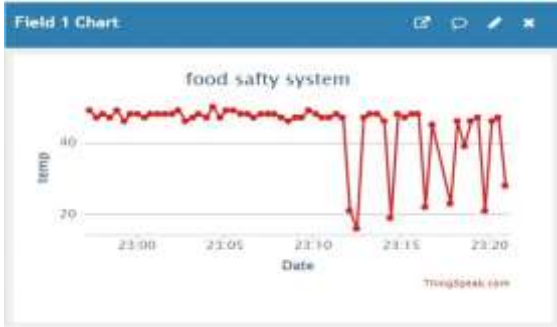 Field 1 Chart
food safty system
40
20
temp
23:00 23:05 23:10 23:15 23:20
Date
ThingSpeak.com